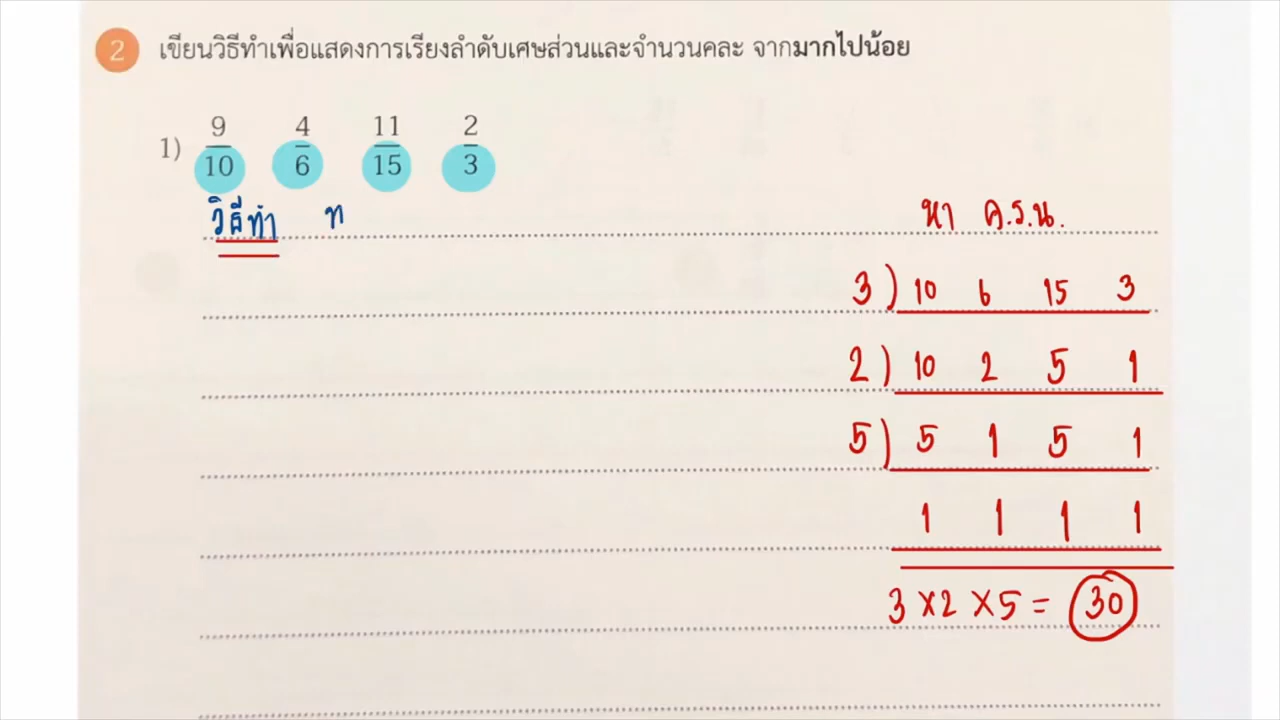 2 เขียนวิธีทำเพื่อแสดงการเรียงลำดับเศษส่วนและจำนวนคละ จากมากไปน้อย
1) 9/10 4/6 11/15 2/3
วิธีทำ ท
หา ค.ร.น.
3) 10 6 15 3
2) 10 2 5 1
5) 5 1 5 1
1 1 1 1
3 × 2 × 5 = 30